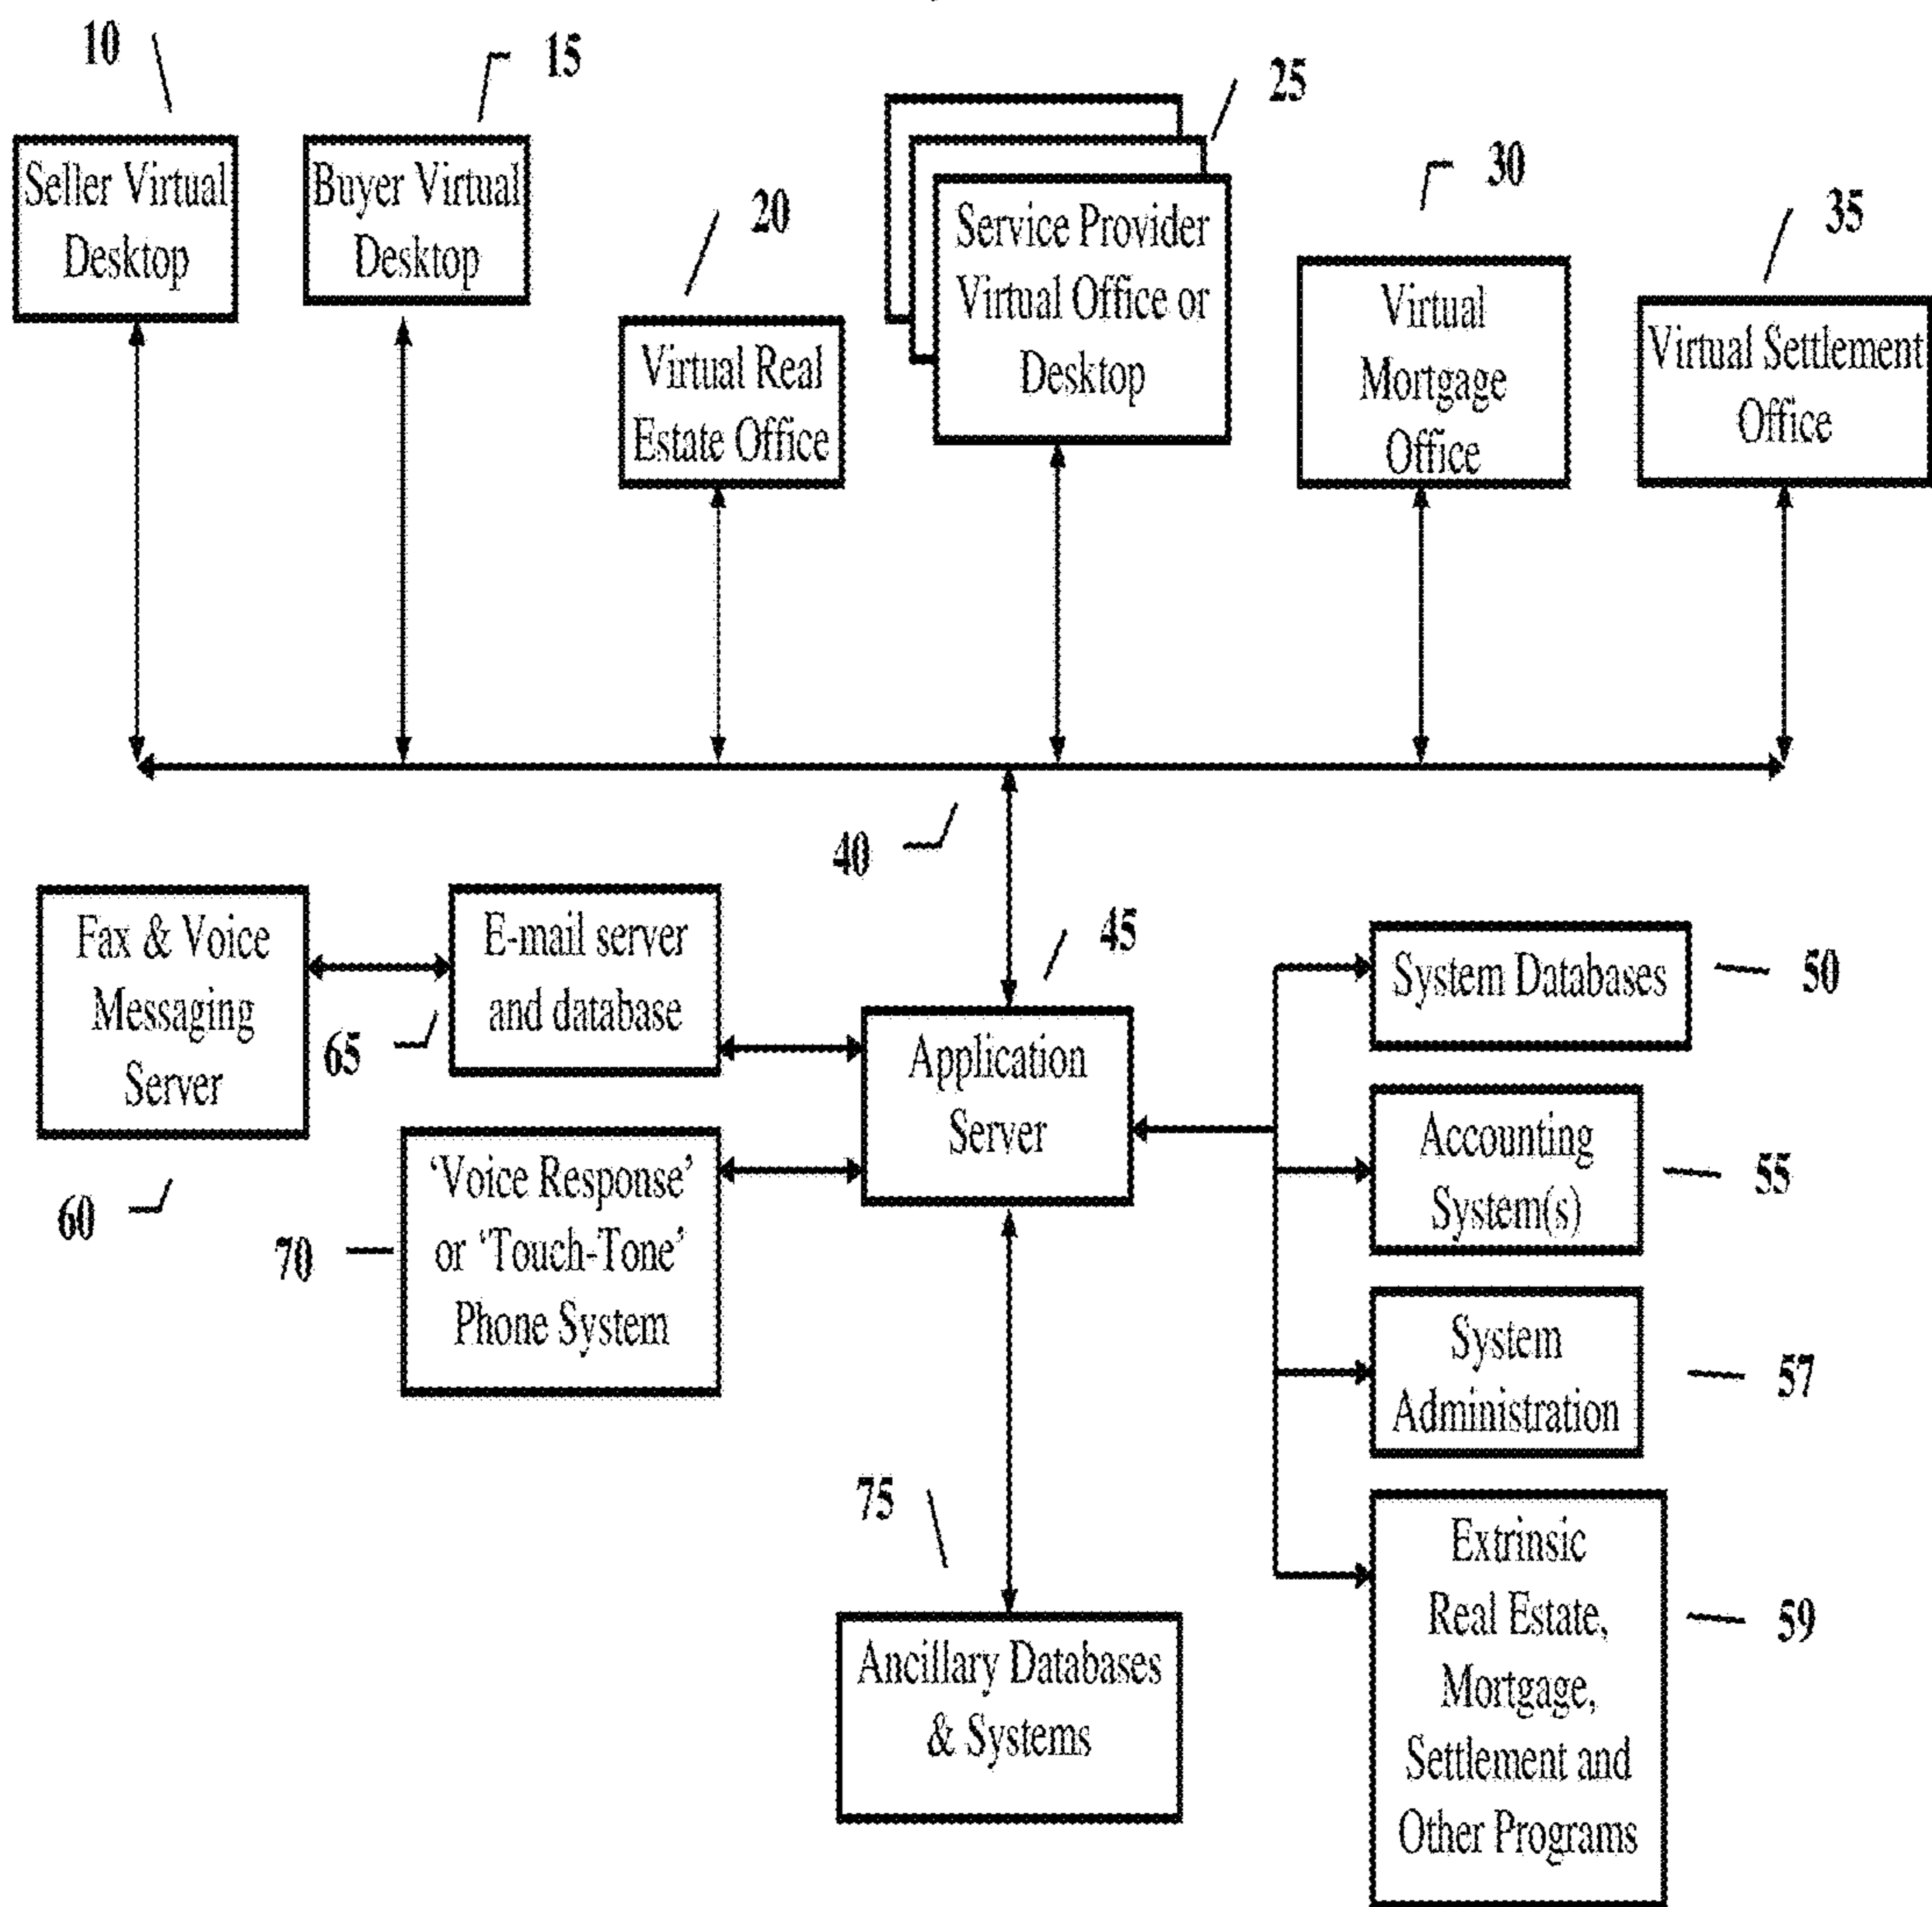 10
15
25
30
20
35
Seller Virtual
Desktop
Buyer Virtual
Desktop
Virtual Real
Estate Office
Service Provider
Virtual Office or
Desktop
Virtual
Mortgage
Office
Virtual Settlement
Office
40
Fax & Voice
Messaging
Server
60
E-mail server
and database
65
45
Application
Server
'Voice Response'
or 'Touch-Tone'
Phone System
70
System Databases
50
Accounting
System(s)
55
System
Administration
57
75
Ancillary Databases
& Systems
Extrinsic
Real Estate,
Mortgage,
Settlement and
Other Programs
59